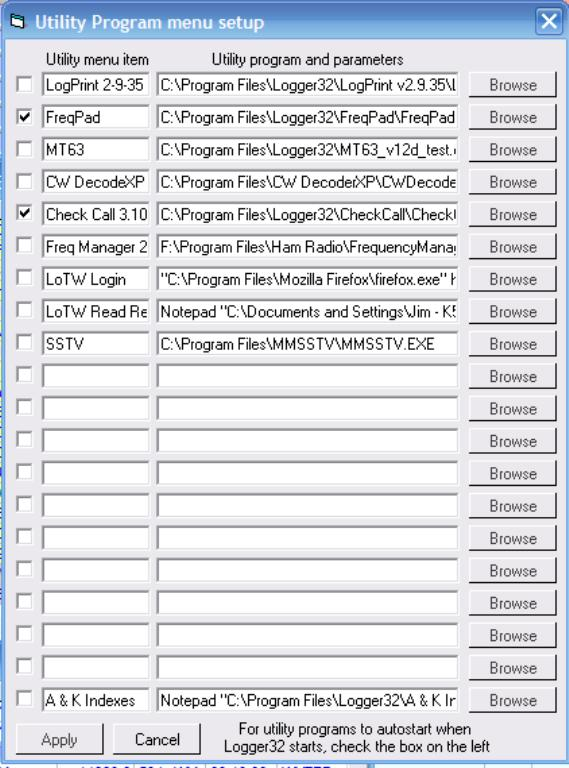 Utility Program menu setup
Utility menu item Utility program and parameters
LogPrint 2-9-35 C:\Program Files\Logger32\LogPrint v2.9.35\L Browse
FreqPad C:\Program Files\Logger32\FreqPad\FreqPad Browse
MT63 C:\Program Files\Logger32\MT63_v12d_test. Browse
CW DecodeXP C:\Program Files\CW DecoderXP\CWDecode Browse
Check Call 3.10 C:\Program Files\Logger32\CheckCall\Check Browse
Freq Manager 2 F:\Program Files\Ham Radio\FrequencyMana Browse
LoTW Login "C:\Program Files\Mozilla Firefox\firefox.exe" h Browse
LoTW Read Re Notepad "C:\Documents and Settings\Jim - K5 Browse
SSTV C:\Program Files\MMSSTV\MMSSTV.EXE Browse
Browse
Browse
Browse
Browse
Browse
Browse
Browse
Browse
Browse
Browse
A & K Indexes Notepad "C:\Program Files\Logger32\A & K In Browse
Apply Cancel For utility programs to autostart when
Logger32 starts, check the box on the left